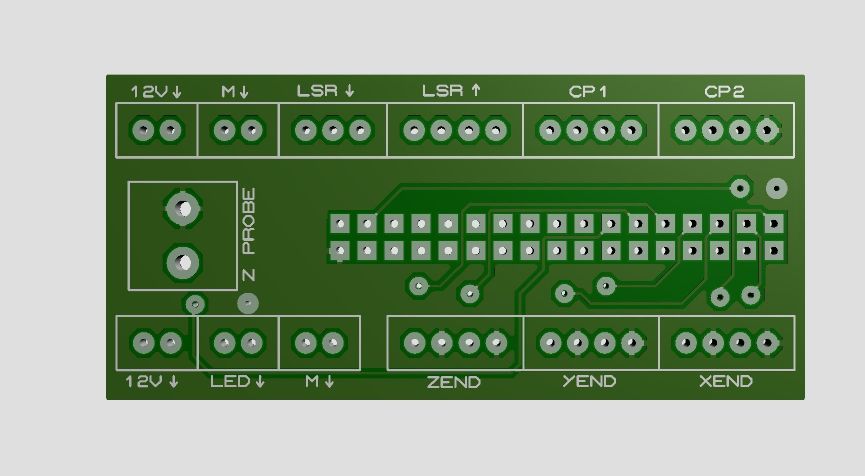 12V↓ M↓ LSR↓ LSR↑ CP1 CP2
Z PROBE
12V↓ LED↓ M↓ ZEND YEND XEND